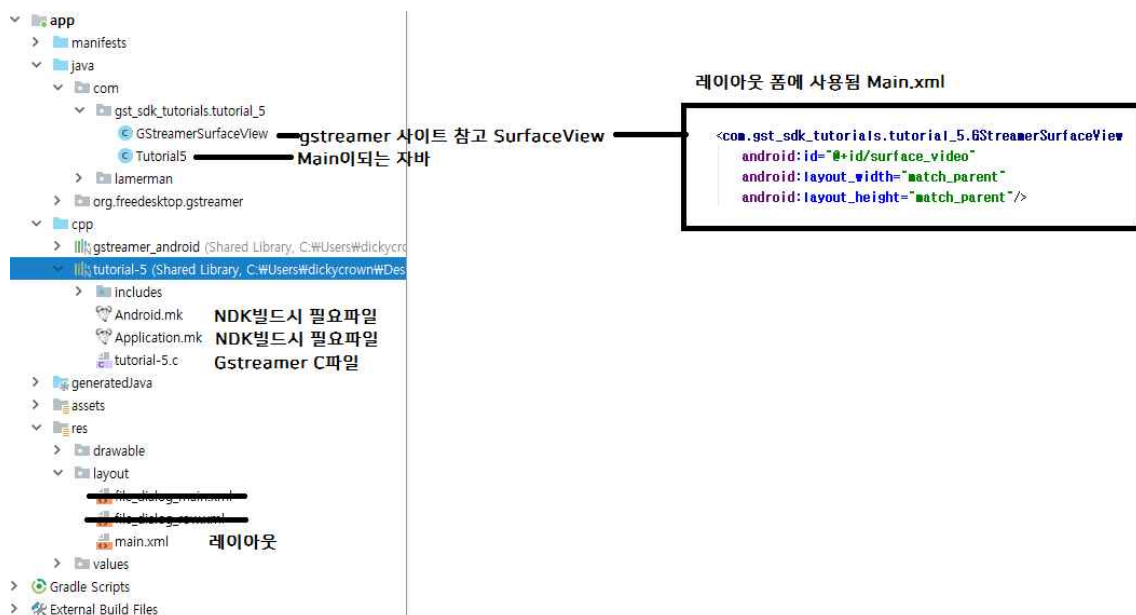 app
manifests
java
com
gst_sdk_tutorials.tutorial_5
GStreamerSurfaceView gstreamer 사이트 참고 SurfaceView
Tutorial5 Main이되는 자바
lamerman
org.freedesktop.gstreamer
cpp
gstreamer_android (Shared Library, C:₩Users₩dickycro
tutorial-5 (Shared Library, C:₩Users₩dickycrown₩Des
includes
Android.mk NDK빌드시 필요파일
Application.mk NDK빌드시 필요파일
tutorial-5.c Gstreamer C파일
generatedJava
assets
res
drawable
layout
file_dialog_main.xml
file_dialog_row.xml
main.xml 레이아웃
values
Gradle Scripts
External Build Files
레이아웃 폼에 사용됨 Main.xml
<com.gst_sdk_tutorials.tutorial_5.GStreamerSurfaceView
android:id="@+id/surface_video"
android:layout_width="match_parent"
android:layout_height="match_parent"/>